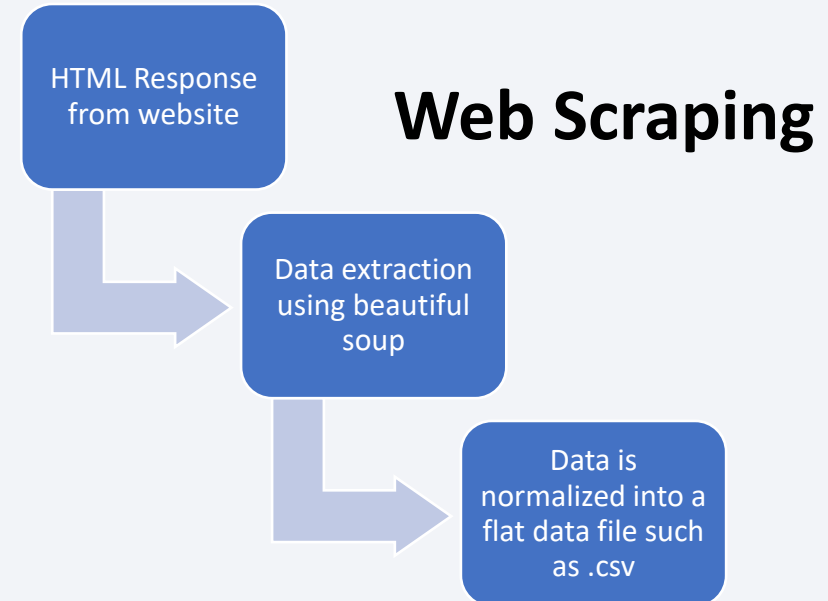 HTML Response
from website
Web Scraping
Data extraction
using beautiful
soup
Data is
normalized into a
flat data file such
as .csv